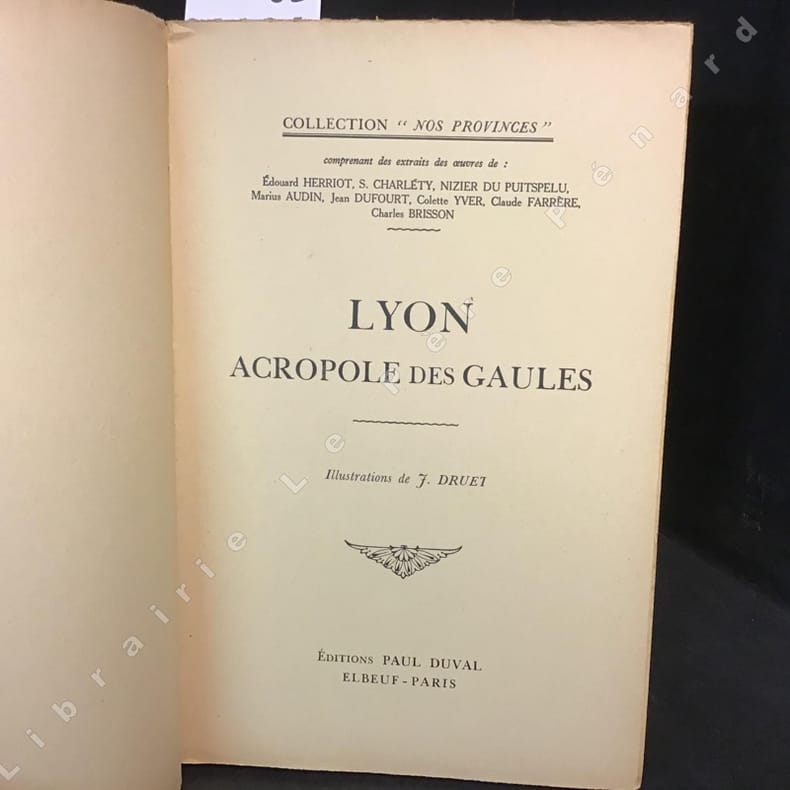 COLLECTION “ NOS PROVINCES ”
comprenant des extraits des œuvres de :
Édouard HERRIOT, S. CHARLÉTY, NIZIER DU PUITSPELU,
Marius AUDIN, Jean DUFOURT, Colette YVER, Claude FARRÈRE,
Charles BRISSON
LYON
ACROPOLE DES GAULES
Illustrations de J. DRUET
ÉDITIONS PAUL DUVAL
ELBEUF - PARIS
Librairie Le Père Pénard